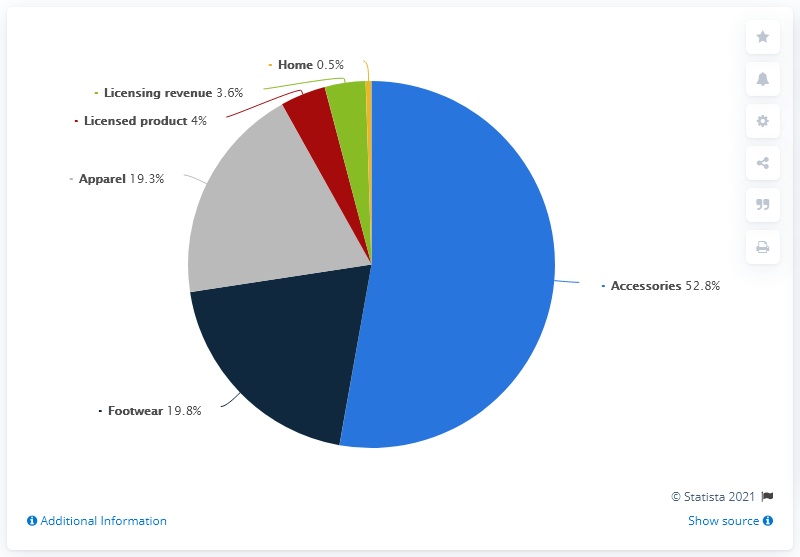 Home 0.5%
Licensing revenue 3.6%
Licensed product 4%
Apparel 19.3%
Accessories 52.8%
Footwear 19.8%
© Statista 2021
Additional Information
Show source